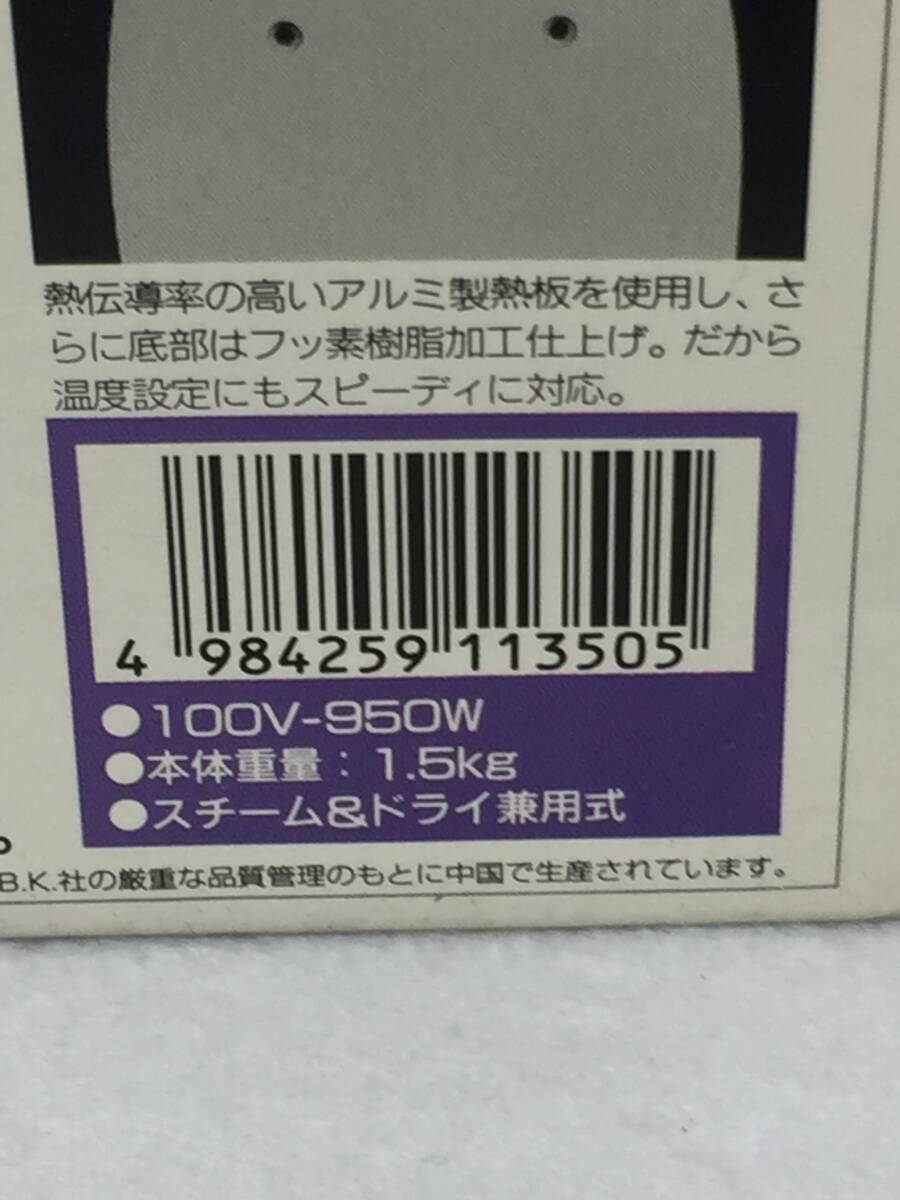 熱伝導率の高いアルミ製熱板を使用し、さ
らに底部はフッ素樹脂加工仕上げ。だから
温度設定にもスピーディに対応。
4 984259 113505
●100V-950W
●本体重量：1.5kg
●スチーム&ドライ兼用式
。
B.K.社の厳重な品質管理のもとに中国で生産されています。